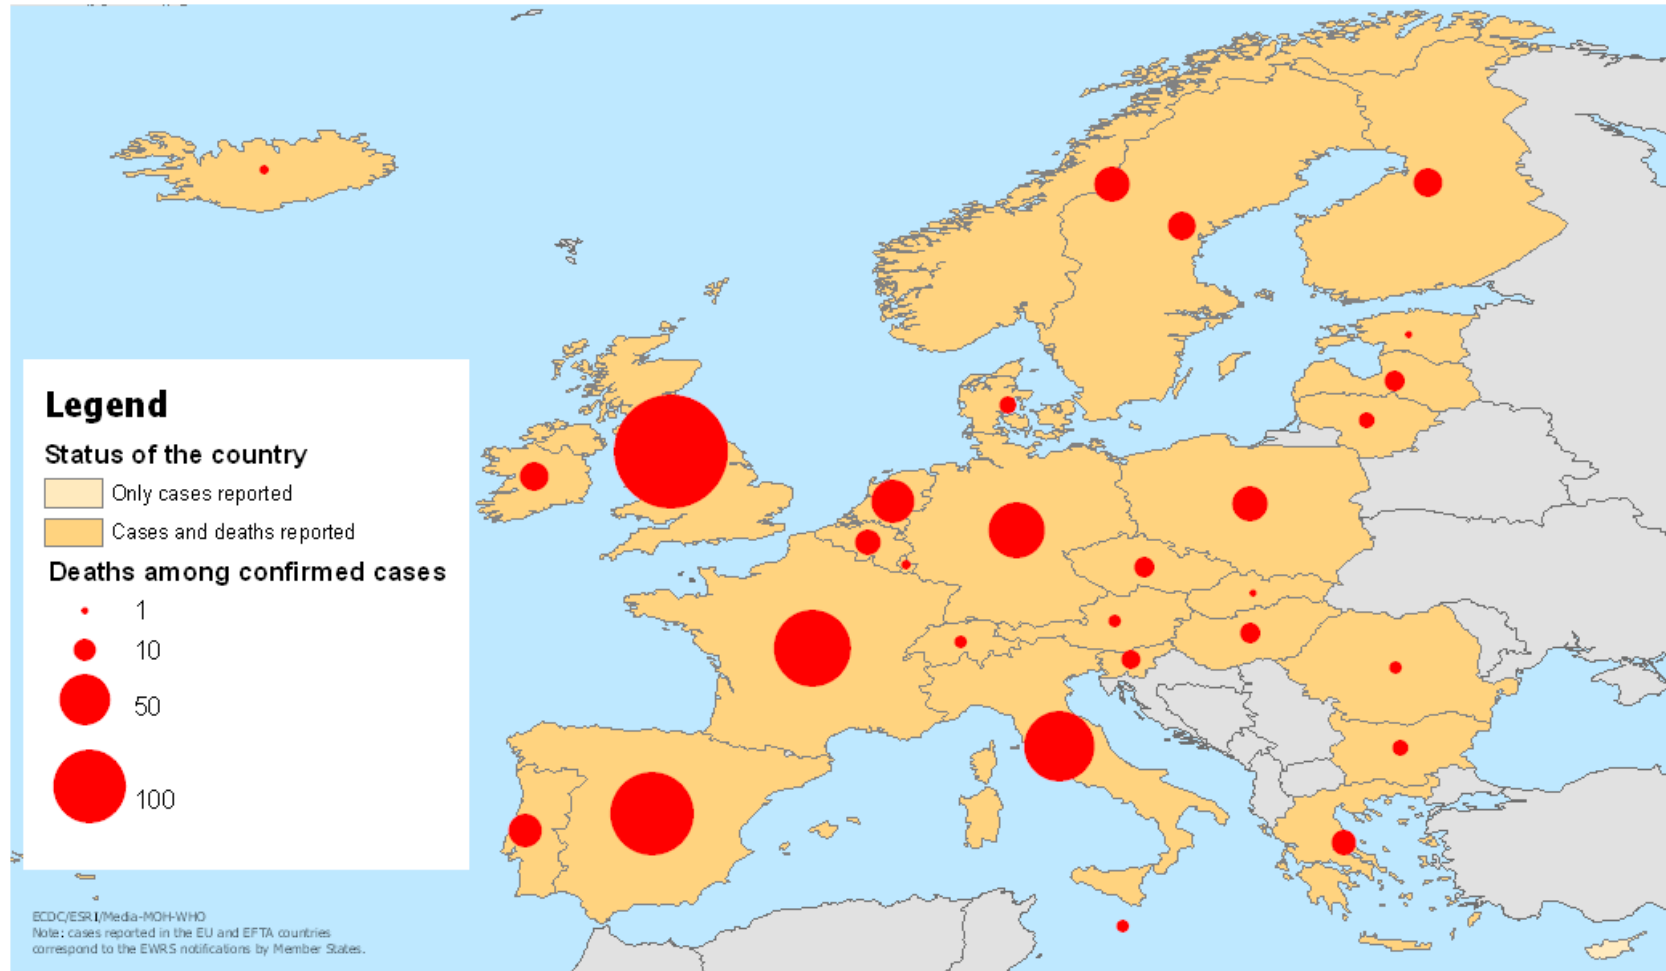 Legend
Status of the country
Only cases reported
Cases and deaths reported
Deaths among confirmed cases
1
10
50
100
ECDC/ESRI/Media-MOH-WHO
Note: cases reported in the EU and EFTA countries
correspond to the EWRS notifications by Member States.